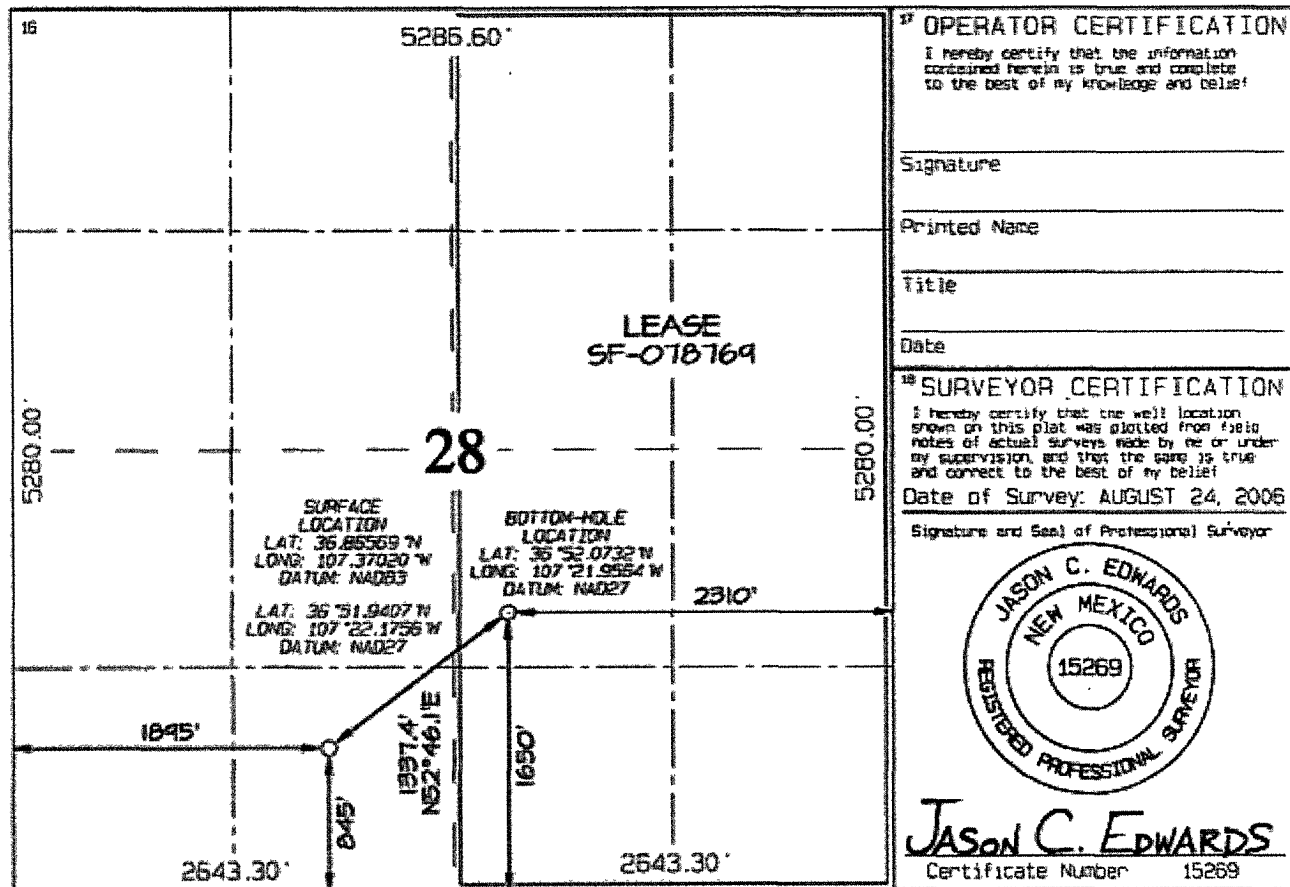 16
5286.60'
LEASE
SF-078769
5280.00'
28
5280.00'
SURFACE
LOCATION
LAT: 36.86569 °N
LONG: 107.37020 °W
DATUM: NAD83
LAT: 36 °51.9407 'N
LONG: 107 °22.1756 'W
DATUM: NAD27
BOTTOM-HOLE
LOCATION
LAT: 36 °52.0732 'N
LONG: 107 °21.9554 'W
DATUM: NAD27
2310'
1895'
1337.4'
N52°46.1'E
1650'
845'
2643.30'
2643.30'
17 OPERATOR CERTIFICATION
I hereby certify that the information
contained herein is true and complete
to the best of my knowledge and belief
Signature
Printed Name
Title
Date
18 SURVEYOR CERTIFICATION
I hereby certify that the well location
shown on this plat was plotted from field
notes of actual surveys made by me or under
my supervision, and that the same is true
and correct to the best of my belief
Date of Survey: AUGUST 24, 2006
Signature and Seal of Professional Surveyor
JASON C. EDWARDS
NEW MEXICO
15269
REGISTERED PROFESSIONAL SURVEYOR
JASON C. EDWARDS
Certificate Number 15269